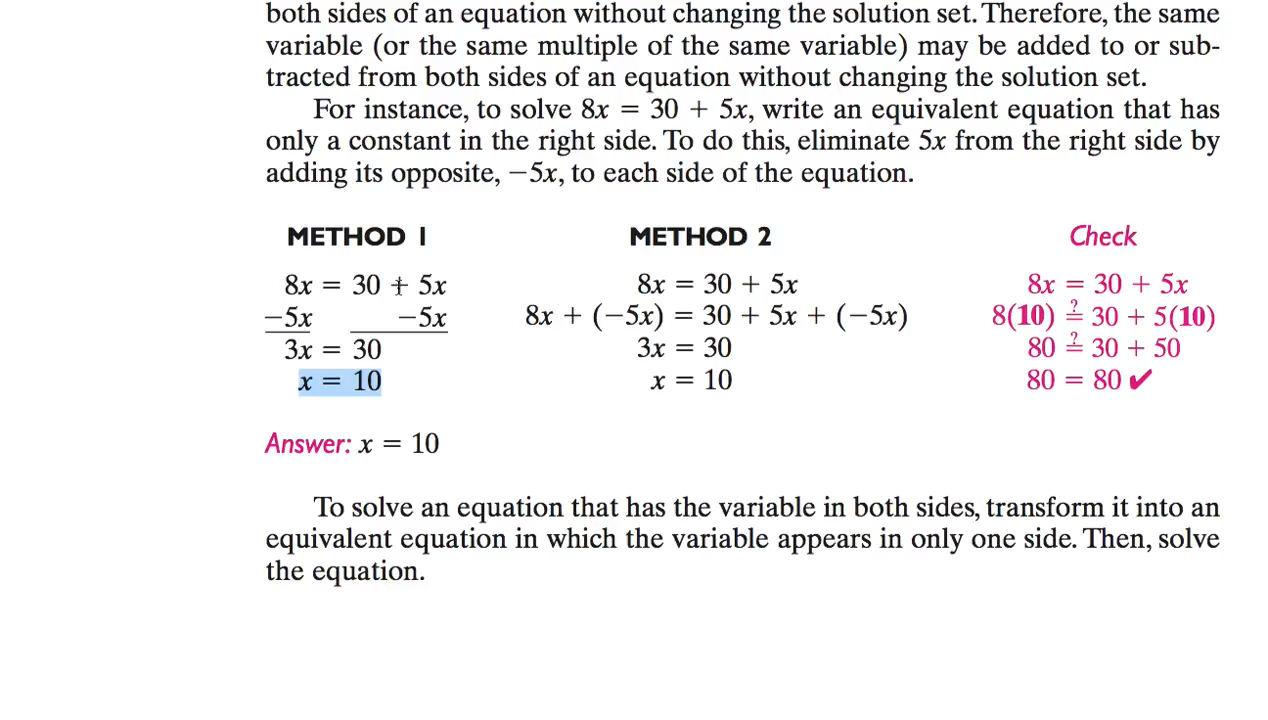 both sides of an equation without changing the solution set. Therefore, the same
variable (or the same multiple of the same variable) may be added to or sub-
tracted from both sides of an equation without changing the solution set.
For instance, to solve 8x = 30 + 5x, write an equivalent equation that has
only a constant in the right side. To do this, eliminate 5x from the right side by
adding its opposite, −5x, to each side of the equation.
METHOD 1
8x = 30 + 5x
−5x −5x
3x = 30
x = 10
METHOD 2
8x = 30 + 5x
8x + (−5x) = 30 + 5x + (−5x)
3x = 30
x = 10
Check
8x = 30 + 5x
8(10) ≟ 30 + 5(10)
80 ≟ 30 + 50
80 = 80 ✔
Answer: x = 10
To solve an equation that has the variable in both sides, transform it into an
equivalent equation in which the variable appears in only one side. Then, solve
the equation.